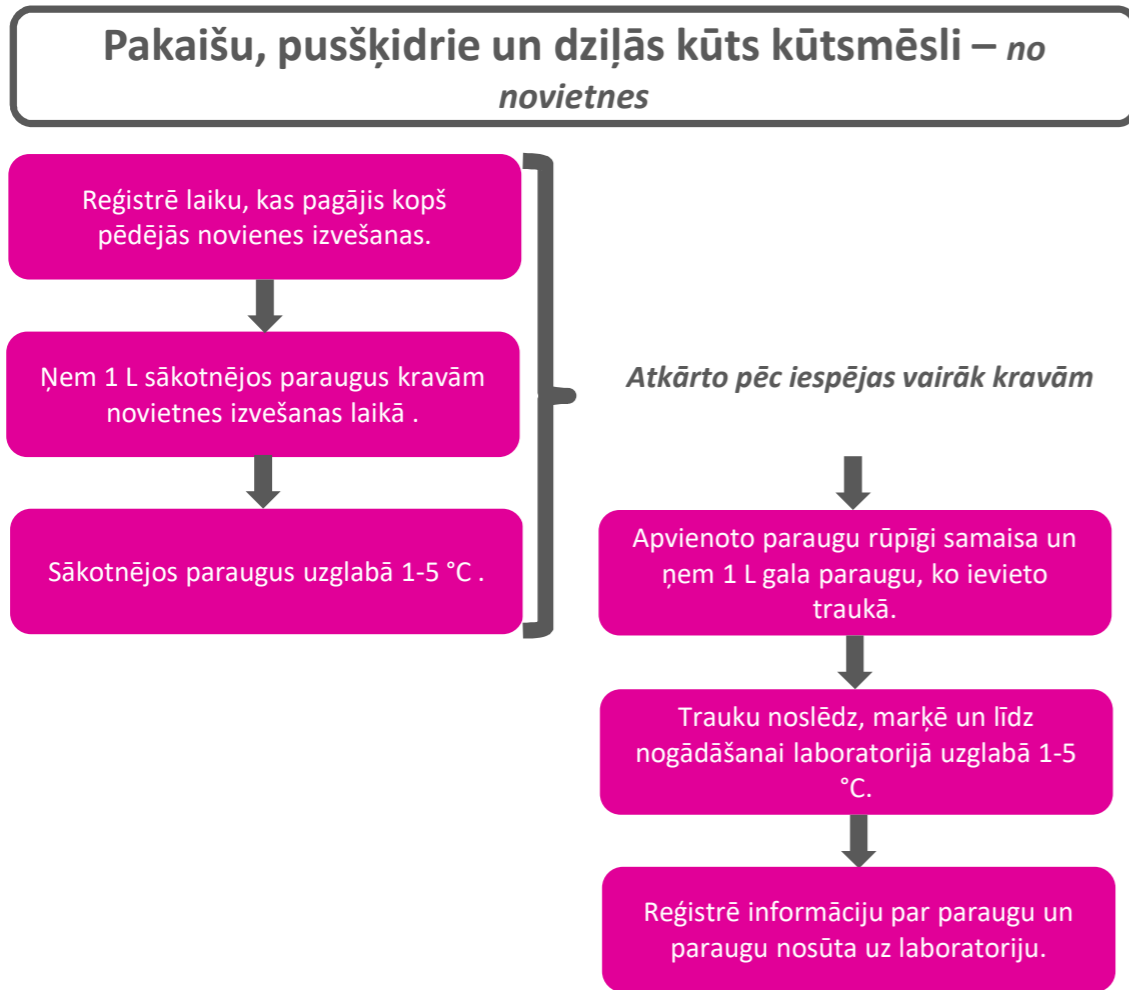 Pakaišu, pusšķidrie un dziļās kūts kūtsmēsli – no
novietnes
Reģistrē laiku, kas pagājis kopš
pēdējās novienes izvešanas.
Ņem 1 L sākotnējos paraugus kravām
novietnes izvešanas laikā .
Sākotnējos paraugus uzglabā 1-5 °C .
Atkārto pēc iespējas vairāk kravām
Apvienoto paraugu rūpīgi samaisa un
ņem 1 L gala paraugu, ko ievieto
traukā.
Trauku noslēdz, marķē un līdz
nogādāšanai laboratorijā uzglabā 1-5
°C.
Reģistrē informāciju par paraugu un
paraugu nosūta uz laboratoriju.